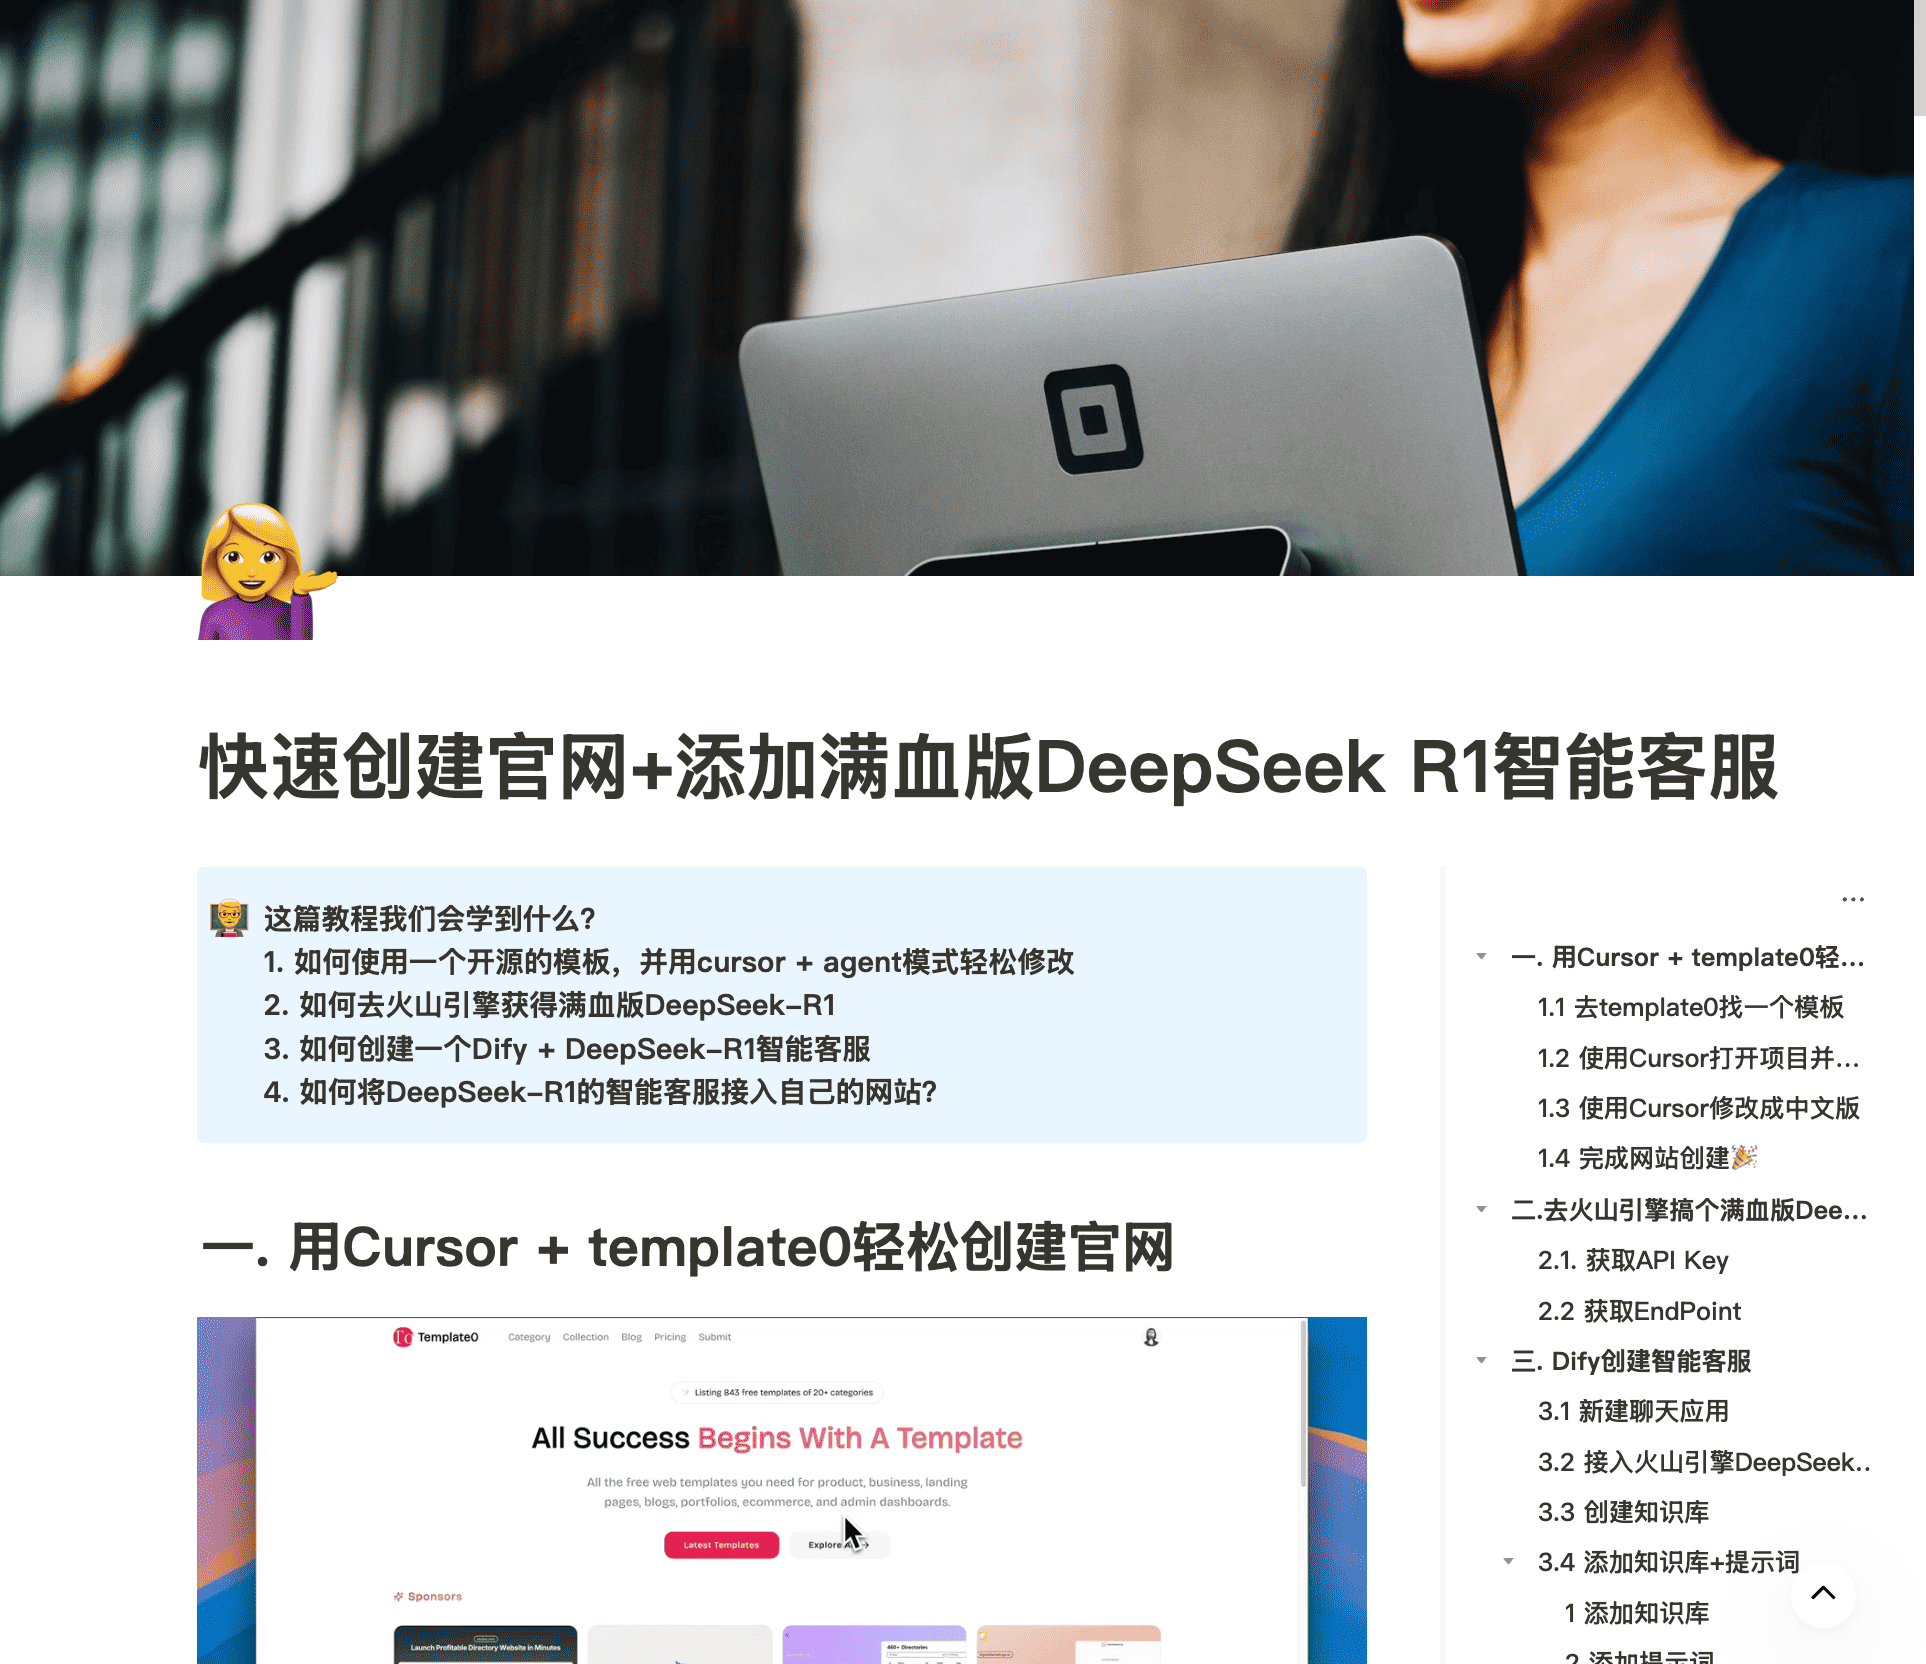 快速创建官网+添加满血版DeepSeek R1智能客服
这篇教程我们会学到什么?
1. 如何使用一个开源的模板，并用cursor + agent模式轻松修改
2. 如何去火山引擎获得满血版DeepSeek-R1
3. 如何创建一个Dify + DeepSeek-R1智能客服
4. 如何将DeepSeek-R1的智能客服接入自己的网站?
一. 用Cursor + template0轻松创建官网
Template0 Category Collection Blog Pricing Submit
Listing 843 free templates of 20+ categories
All Success Begins With A Template
All the free web templates you need for product, business, landing
pages, blogs, portfolios, ecommerce, and admin dashboards.
Latest Templates
Explore
Sponsors
Launch Profitable Directory Website in Minutes
460+ Directories
...
一. 用Cursor + template0轻...
1.1 去template0找一个模板
1.2 使用Cursor打开项目并...
1.3 使用Cursor修改成中文版
1.4 完成网站创建🎉
二.去火山引擎搞个满血版Dee...
2.1. 获取API Key
2.2 获取EndPoint
三. Dify创建智能客服
3.1 新建聊天应用
3.2 接入火山引擎DeepSeek..
3.3 创建知识库
3.4 添加知识库+提示词
1 添加知识库
2 添加提示词